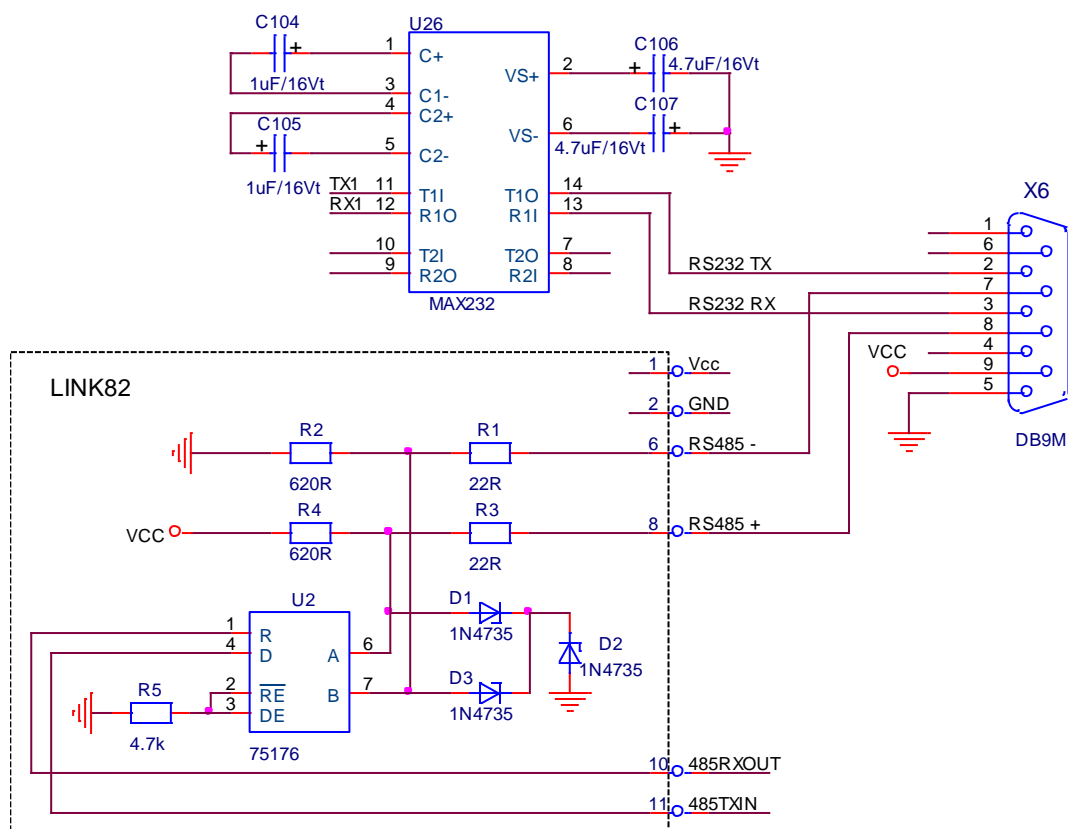 U26
C104
1
C+
1uF/16Vt
3
C1-
4
C2+
C105
5
C2-
1uF/16Vt
TX1
11
T1I
RX1
12
R1O
10
T2I
9
R2O
MAX232
C106
2
VS+
4.7uF/16Vt
C107
6
VS-
4.7uF/16Vt
14
T1O
13
R1I
7
T2O
8
R2I
RS232 TX
RS232 RX
X6
1
6
2
7
3
8
4
9
5
VCC
DB9M
LINK82
1
Vcc
2
GND
6
RS485 -
8
RS485 +
R2
620R
R1
22R
R4
620R
R3
22R
VCC
U2
1
R
4
D
2
RE
3
DE
A
6
B
7
75176
R5
4.7k
D1
1N4735
D2
1N4735
D3
1N4735
10
485RXOUT
11
485TXIN
+
+
+
+